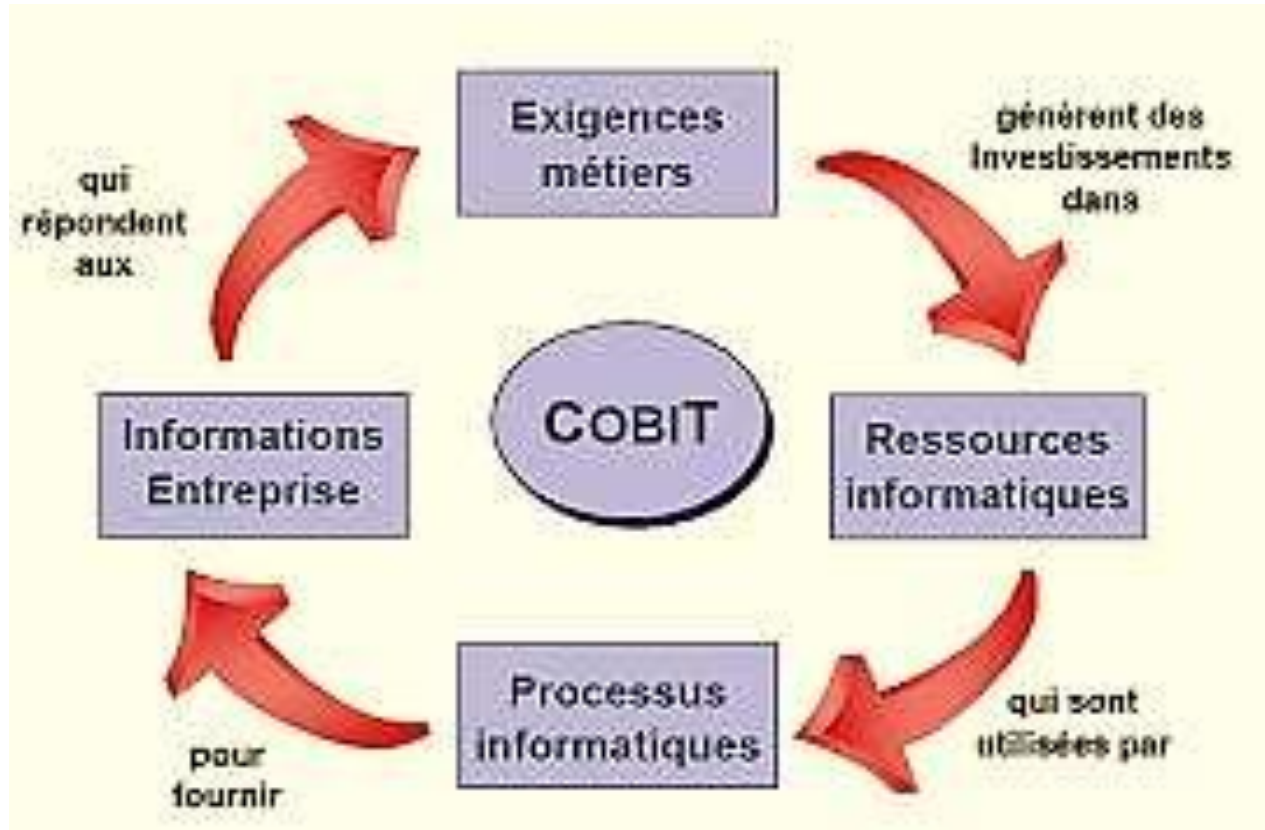 Exigences
métiers
génèrent des
Investissements
dans
Ressources
informatiques
qui sont
utilisées par
Processus
informatiques
pour
fournir
Informations
Entreprise
qui
répondent
aux
COBIT